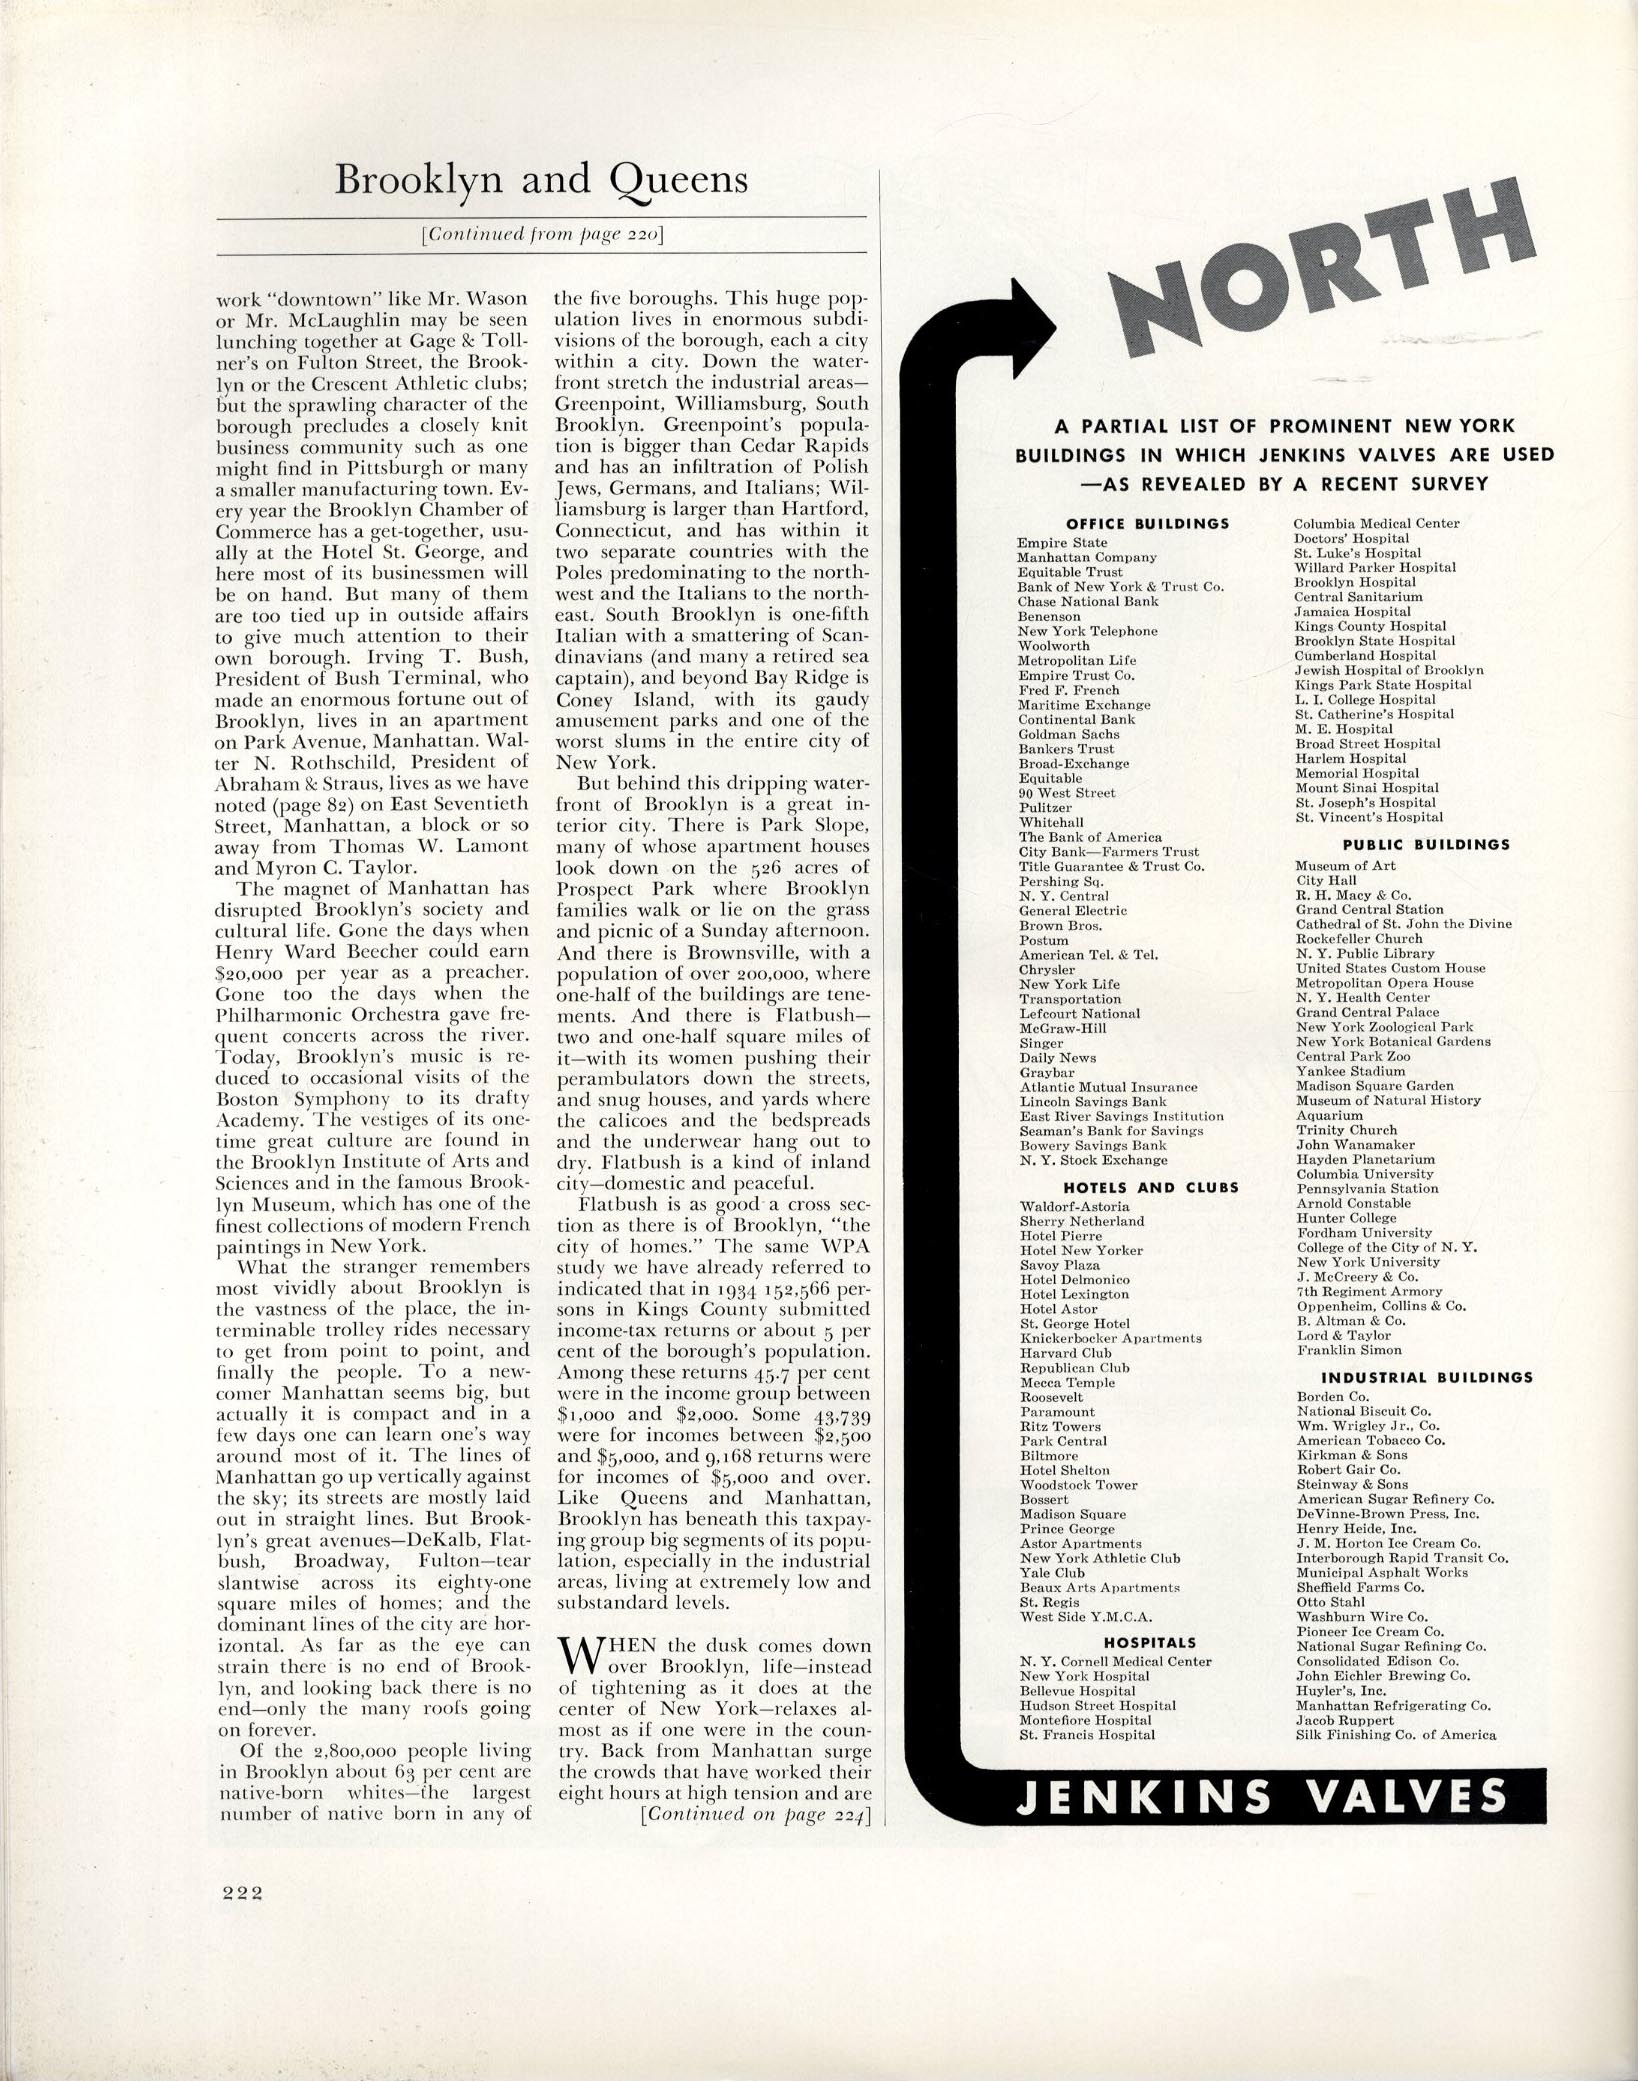 Brooklyn and Queens
[Continued from page 220]
work “downtown” like Mr. Wason
or Mr. McLaughlin may be seen
lunching together at Gage & Toll-
ner's on Fulton Street, the Brook-
lyn or the Crescent Athletic clubs;
but the sprawling character of the
borough precludes a closely knit
business community such as one
might find in Pittsburgh or many
a smaller manufacturing town. Ev-
ery year the Brooklyn Chamber of
Commerce has a get-together, usu-
ally at the Hotel St. George, and
here most of its businessmen will
be on hand. But many of them
are too tied up in outside affairs
to give much attention to their
own borough. Irving T. Bush,
President of Bush Terminal, who
made an enormous fortune out of
Brooklyn, lives in an apartment
on Park Avenue, Manhattan. Wal-
ter N. Rothschild, President of
Abraham & Straus, lives as we have
noted (page 82) on East Seventieth
Street, Manhattan, a block or so
away from Thomas W. Lamont
and Myron C. Taylor.
The magnet of Manhattan has
disrupted Brooklyn's society and
cultural life. Gone the days when
Henry Ward Beecher could earn
$20,000 per year as a preacher.
Gone too the days when the
Philharmonic Orchestra gave fre-
quent concerts across the river.
Today, Brooklyn's music is re-
duced to occasional visits of the
Boston Symphony to its drafty
Academy. The vestiges of its one-
time great culture are found in
the Brooklyn Institute of Arts and
Sciences and in the famous Brook-
lyn Museum, which has one of the
finest collections of modern French
paintings in New York.
What the stranger remembers
most vividly about Brooklyn is
the vastness of the place, the in-
terminable trolley rides necessary
to get from point to point, and
finally the people. To a new-
comer Manhattan seems big, but
actually it is compact and in a
few days one can learn one's way
around most of it. The lines of
Manhattan go up vertically against
the sky; its streets are mostly laid
out in straight lines. But Brook-
lyn's great avenues—DeKalb, Flat-
bush, Broadway, Fulton—tear
slantwise across its eighty-one
square miles of homes; and the
dominant lines of the city are hor-
izontal. As far as the eye can
strain there is no end of Brook-
lyn, and looking back there is no
end—only the many roofs going
on forever.
Of the 2,800,000 people living
in Brooklyn about 63 per cent are
native-born whites—the largest
number of native born in any of
the five boroughs. This huge pop-
ulation lives in enormous subdi-
visions of the borough, each a city
within a city. Down the water-
front stretch the industrial areas—
Greenpoint, Williamsburg, South
Brooklyn. Greenpoint's popula-
tion is bigger than Cedar Rapids
and has an infiltration of Polish
Jews, Germans, and Italians; Wil-
liamsburg is larger than Hartford,
Connecticut, and has within it
two separate countries with the
Poles predominating to the north-
west and the Italians to the north-
east. South Brooklyn is one-fifth
Italian with a smattering of Scan-
dinavians (and many a retired sea
captain), and beyond Bay Ridge is
Coney Island, with its gaudy
amusement parks and one of the
worst slums in the entire city of
New York.
But behind this dripping water-
front of Brooklyn is a great in-
terior city. There is Park Slope,
many of whose apartment houses
look down on the 526 acres of
Prospect Park where Brooklyn
families walk or lie on the grass
and picnic of a Sunday afternoon.
And there is Brownsville, with a
population of over 200,000, where
one-half of the buildings are tene-
ments. And there is Flatbush—
two and one-half square miles of
it—with its women pushing their
perambulators down the streets,
and snug houses, and yards where
the calicoes and the bedspreads
and the underwear hang out to
dry. Flatbush is a kind of inland
city—domestic and peaceful.
Flatbush is as good a cross sec-
tion as there is of Brooklyn, “the
city of homes.” The same WPA
study we have already referred to
indicated that in 1934 152,566 per-
sons in Kings County submitted
income-tax returns or about 5 per
cent of the borough's population.
Among these returns 45.7 per cent
were in the income group between
$1,000 and $2,000. Some 43,739
were for incomes between $2,500
and $5,000, and 9,168 returns were
for incomes of $5,000 and over.
Like Queens and Manhattan,
Brooklyn has beneath this taxpay-
ing group big segments of its popu-
lation, especially in the industrial
areas, living at extremely low and
substandard levels.
WHEN the dusk comes down
over Brooklyn, life—instead
of tightening as it does at the
center of New York—relaxes al-
most as if one were in the coun-
try. Back from Manhattan surge
the crowds that have worked their
eight hours at high tension and are
[Continued on page 224]
222
NORTH
A PARTIAL LIST OF PROMINENT NEW YORK
BUILDINGS IN WHICH JENKINS VALVES ARE USED
—AS REVEALED BY A RECENT SURVEY
OFFICE BUILDINGS
Empire State
Manhattan Company
Equitable Trust
Bank of New York & Trust Co.
Chase National Bank
Benenson
New York Telephone
Woolworth
Metropolitan Life
Empire Trust Co.
Fred F. French
Maritime Exchange
Continental Bank
Goldman Sachs
Bankers Trust
Broad-Exchange
Equitable
90 West Street
Pulitzer
Whitehall
The Bank of America
City Bank—Farmers Trust
Title Guarantee & Trust Co.
Pershing Sq.
N. Y. Central
General Electric
Brown Bros.
Postum
American Tel. & Tel.
Chrysler
New York Life
Transportation
Lefcourt National
McGraw-Hill
Singer
Daily News
Graybar
Atlantic Mutual Insurance
Lincoln Savings Bank
East River Savings Institution
Seaman's Bank for Savings
Bowery Savings Bank
N. Y. Stock Exchange
HOTELS AND CLUBS
Waldorf-Astoria
Sherry Netherland
Hotel Pierre
Hotel New Yorker
Savoy Plaza
Hotel Delmonico
Hotel Lexington
Hotel Astor
St. George Hotel
Knickerbocker Apartments
Harvard Club
Republican Club
Mecca Temple
Roosevelt
Paramount
Ritz Towers
Park Central
Biltmore
Hotel Shelton
Woodstock Tower
Bossert
Madison Square
Prince George
Astor Apartments
New York Athletic Club
Yale Club
Beaux Arts Apartments
St. Regis
West Side Y.M.C.A.
HOSPITALS
N. Y. Cornell Medical Center
New York Hospital
Bellevue Hospital
Hudson Street Hospital
Montefiore Hospital
St. Francis Hospital
Columbia Medical Center
Doctors' Hospital
St. Luke's Hospital
Willard Parker Hospital
Brooklyn Hospital
Central Sanitarium
Jamaica Hospital
Kings County Hospital
Brooklyn State Hospital
Cumberland Hospital
Jewish Hospital of Brooklyn
Kings Park State Hospital
L. I. College Hospital
St. Catherine's Hospital
M. E. Hospital
Broad Street Hospital
Harlem Hospital
Memorial Hospital
Mount Sinai Hospital
St. Joseph's Hospital
St. Vincent's Hospital
PUBLIC BUILDINGS
Museum of Art
City Hall
R. H. Macy & Co.
Grand Central Station
Cathedral of St. John the Divine
Rockefeller Church
N. Y. Public Library
United States Custom House
Metropolitan Opera House
N. Y. Health Center
Grand Central Palace
New York Zoological Park
New York Botanical Gardens
Central Park Zoo
Yankee Stadium
Madison Square Garden
Museum of Natural History
Aquarium
Trinity Church
John Wanamaker
Hayden Planetarium
Columbia University
Pennsylvania Station
Arnold Constable
Hunter College
Fordham University
College of the City of N. Y.
New York University
J. McCreery & Co.
7th Regiment Armory
Oppenheim, Collins & Co.
B. Altman & Co.
Lord & Taylor
Franklin Simon
INDUSTRIAL BUILDINGS
Borden Co.
National Biscuit Co.
Wm. Wrigley Jr., Co.
American Tobacco Co.
Kirkman & Sons
Robert Gair Co.
Steinway & Sons
American Sugar Refinery Co.
DeVinne-Brown Press, Inc.
Henry Heide, Inc.
J. M. Horton Ice Cream Co.
Interborough Rapid Transit Co.
Municipal Asphalt Works
Sheffield Farms Co.
Otto Stahl
Washburn Wire Co.
Pioneer Ice Cream Co.
National Sugar Refining Co.
Consolidated Edison Co.
John Eichler Brewing Co.
Huyler's, Inc.
Manhattan Refrigerating Co.
Jacob Ruppert
Silk Finishing Co. of America
JENKINS VALVES